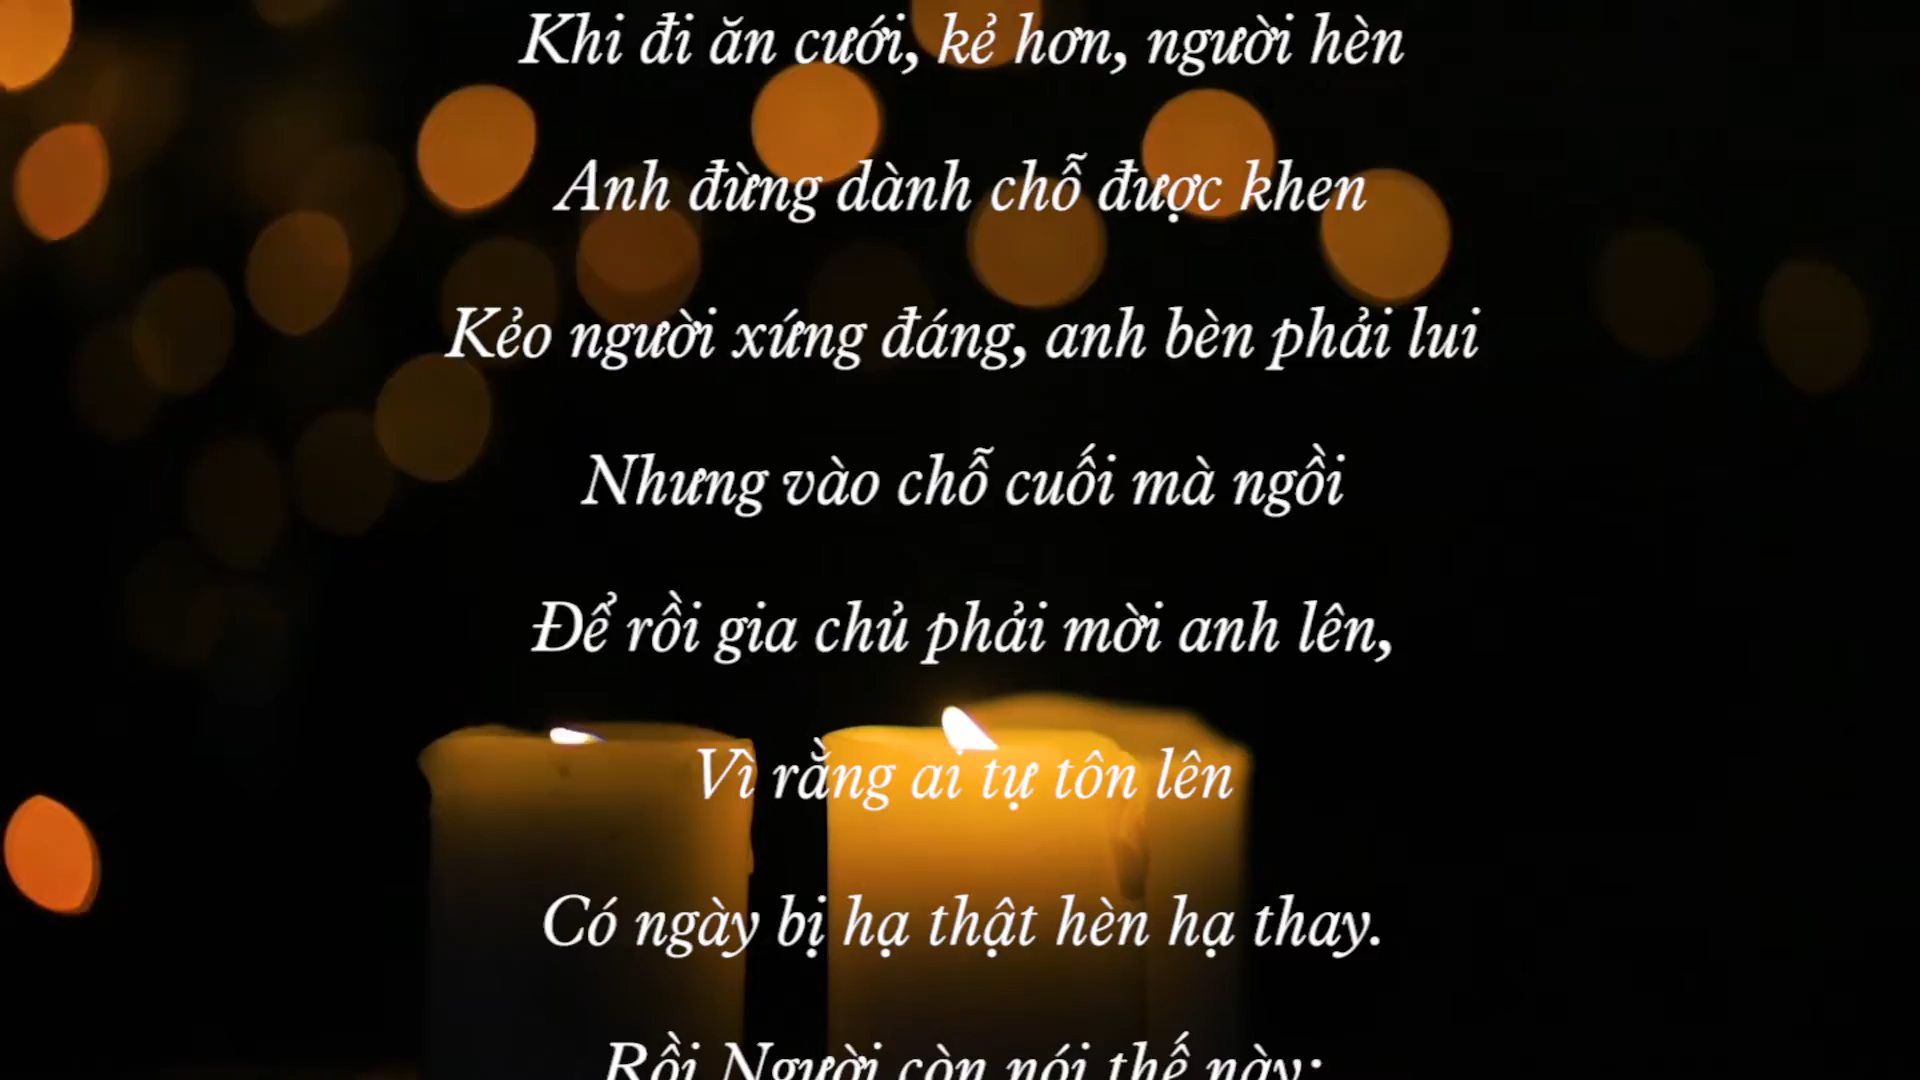 Khi đi ăn cưới, kẻ hơn, người hèn
Anh đừng dành chỗ được khen
Kẻo người xứng đáng, anh bèn phải lui
Nhưng vào chỗ cuối mà ngồi
Để rồi gia chủ phải mời anh lên,
Vì rằng ai tự tôn lên
Có ngày bị hạ thật hèn hạ thay.
Rồi Người còn nói thế này: